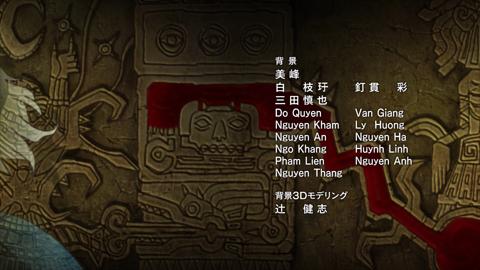 背景
美峰
白 枝玗 釘貫 彩
三田慎也
Do Quyen Van Giang
Nguyen Kham Ly Huong
Nguyen An Nguyen Ha
Ngo Khang Huynh Linh
Pham Lien Nguyen Anh
Nguyen Thang
背景3Dモデリング
辻 健志